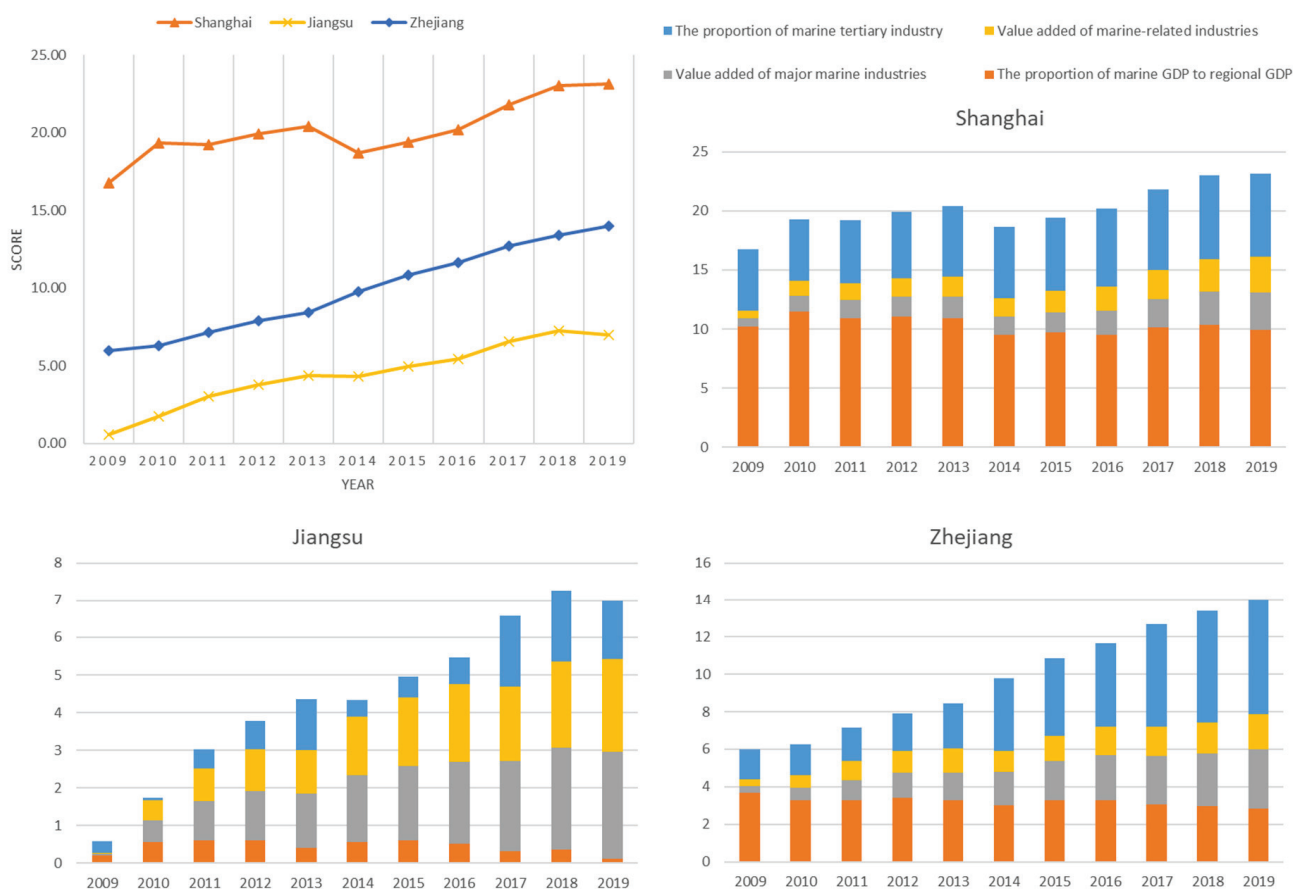 Shanghai Jiangsu Zhejiang
25.00
20.00
15.00
10.00
5.00
0.00
SCORE
2009 2010 2011 2012 2013 2014 2015 2016 2017 2018 2019
YEAR
The proportion of marine tertiary industry Value added of marine-related industries
Value added of major marine industries The proportion of marine GDP to regional GDP
Shanghai
25
20
15
10
5
0
2009 2010 2011 2012 2013 2014 2015 2016 2017 2018 2019
Jiangsu
8
7
6
5
4
3
2
1
0
2009 2010 2011 2012 2013 2014 2015 2016 2017 2018 2019
Zhejiang
16
14
12
10
8
6
4
2
0
2009 2010 2011 2012 2013 2014 2015 2016 2017 2018 2019